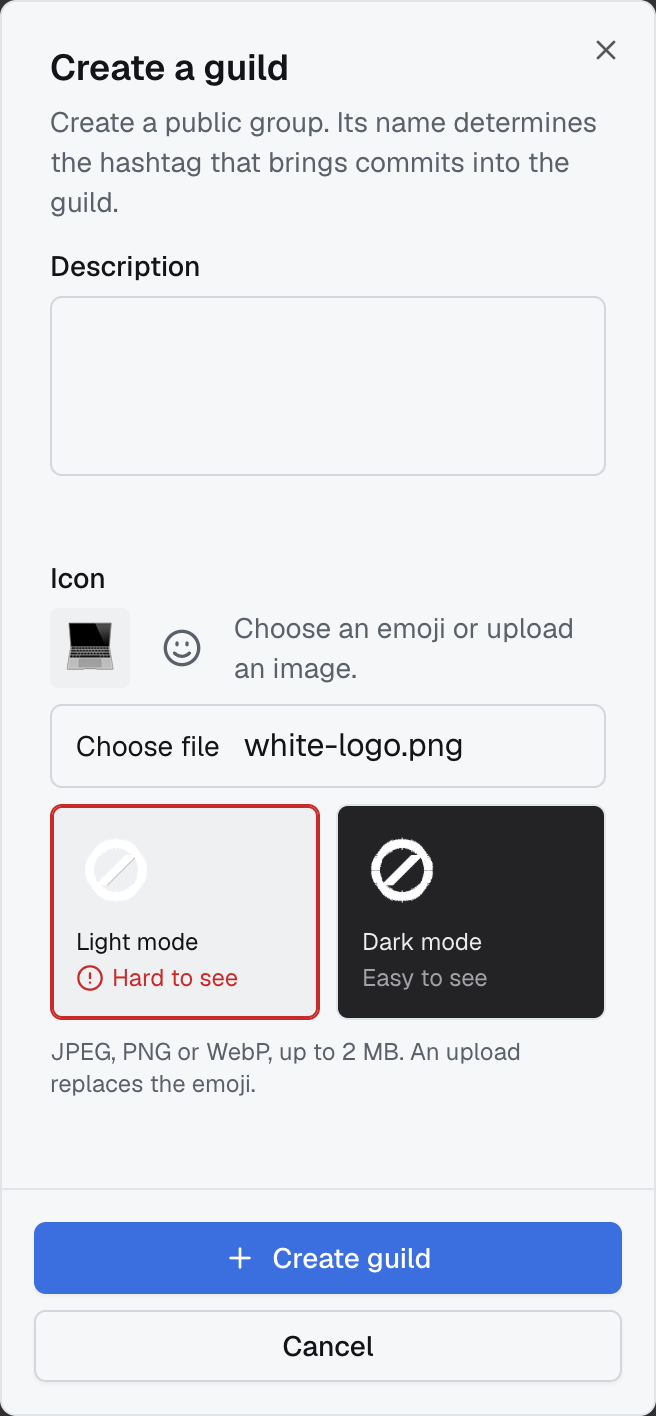 Create a guild
Create a public group. Its name determines
the hashtag that brings commits into the
guild.
Description
Icon
Choose an emoji or upload
an image.
Choose file white-logo.png
Light mode
Hard to see
Dark mode
Easy to see
JPEG, PNG or WebP, up to 2 MB. An upload
replaces the emoji.
Create guild
Cancel